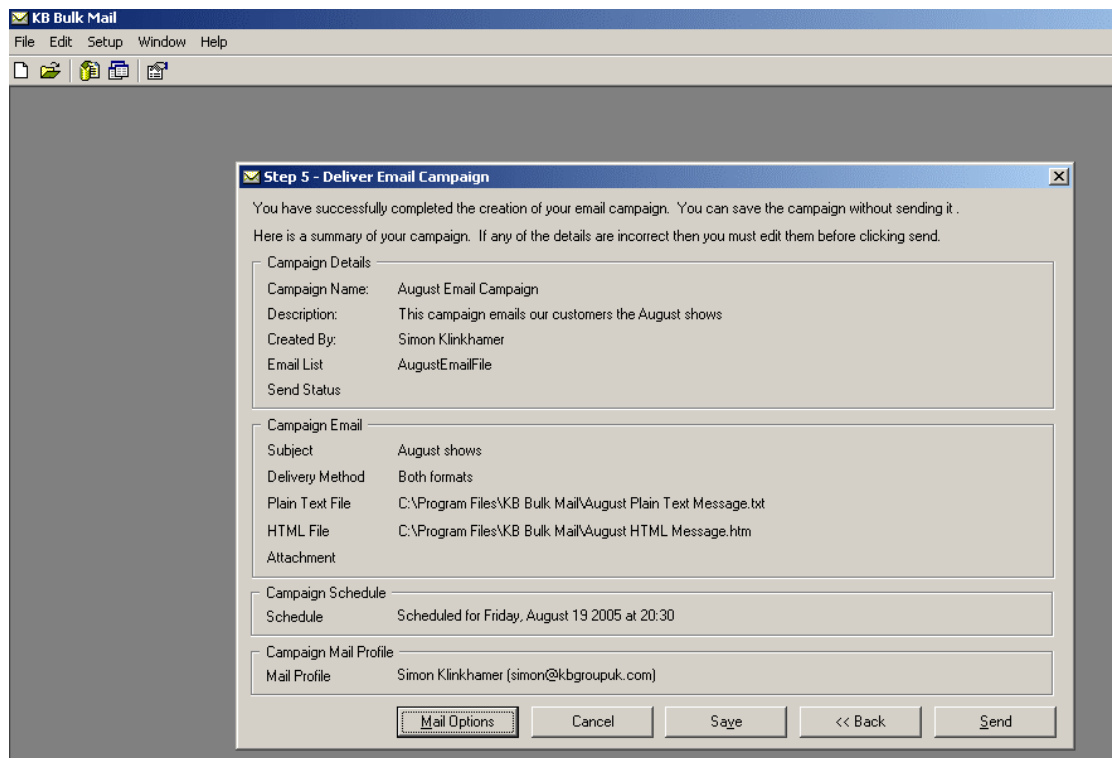 KB Bulk Mail
File Edit Setup Window Help
Step 5 - Deliver Email Campaign
You have successfully completed the creation of your email campaign. You can save the campaign without sending it .
Here is a summary of your campaign. If any of the details are incorrect then you must edit them before clicking send.
Campaign Details
Campaign Name: August Email Campaign
Description: This campaign emails our customers the August shows
Created By: Simon Klinkhamer
Email List AugustEmailFile
Send Status
Campaign Email
Subject August shows
Delivery Method Both formats
Plain Text File C:\Program Files\KB Bulk Mail\August Plain Text Message.txt
HTML File C:\Program Files\KB Bulk Mail\August HTML Message.htm
Attachment
Campaign Schedule
Schedule Scheduled for Friday, August 19 2005 at 20:30
Campaign Mail Profile
Mail Profile Simon Klinkhamer (simon@kbgroupuk.com)
Mail Options Cancel Save << Back Send